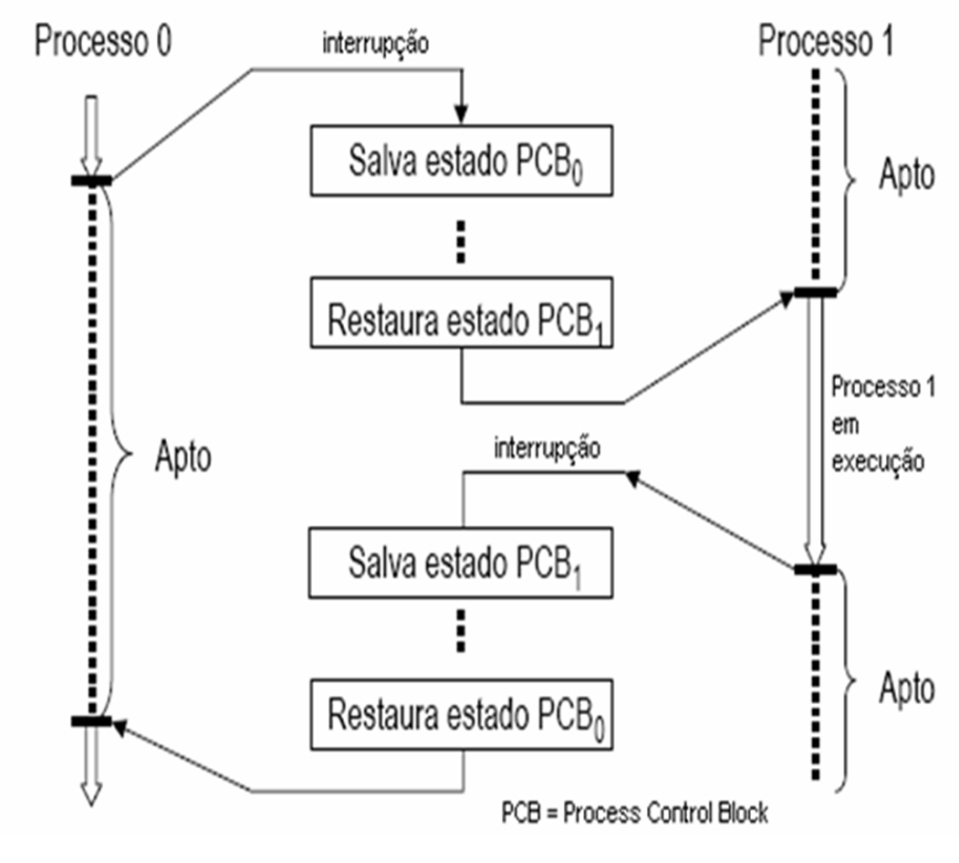 Processo 0
interrupção
Processo 1
Salva estado PCB0
Apto
Restaura estado PCB1
Processo 1
em
execução
Apto
interrupção
Salva estado PCB1
Restaura estado PCB0
Apto
PCB = Process Control Block